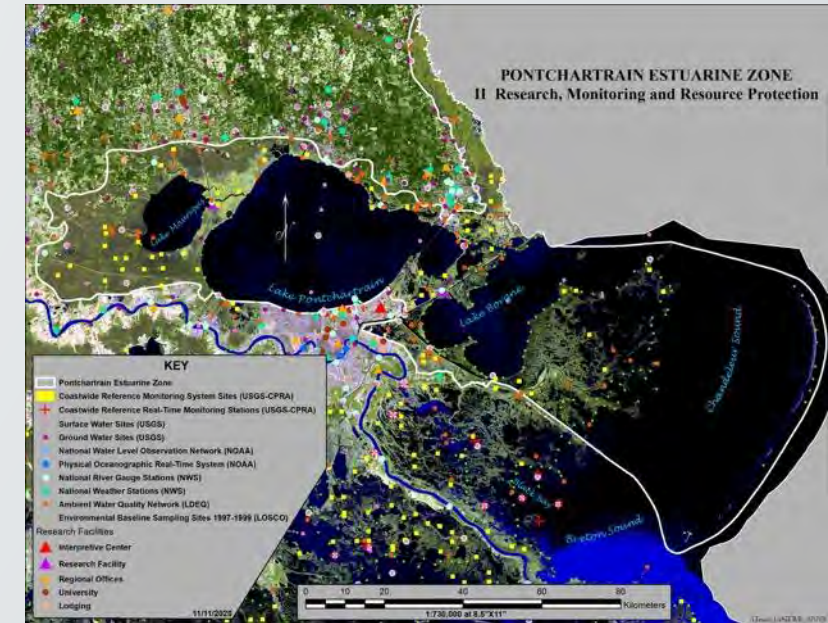 PONTCHARTRAIN ESTUARINE ZONE
II Research, Monitoring and Resource Protection
Lake Maurepas
Lake Pontchartrain
Lake Borgne
Chandeleur Sound
Black Bay
Breton Sound
KEY
Pontchartrain Estuarine Zone
Coastwide Reference Monitoring System Sites (USGS-CPRA)
Coastwide Reference Real-Time Monitoring Stations (USGS-CPRA)
Surface Water Sites (USGS)
Ground Water Sites (USGS)
National Water Level Observation Network (NOAA)
Physical Oceanographic Real-Time System (NOAA)
National River Gauge Stations (NWS)
National Weather Stations (NWS)
Ambient Water Quality Network (LDEQ)
Environmental Baseline Sampling Sites 1997-1999 (LOSCO)
Research Facilities
Interpretive Center
Research Facility
Regional Offices
University
Lodging
11/11/2020
0 10 20 40 60 80
Kilometers
1:730,000 at 8.5"X11"